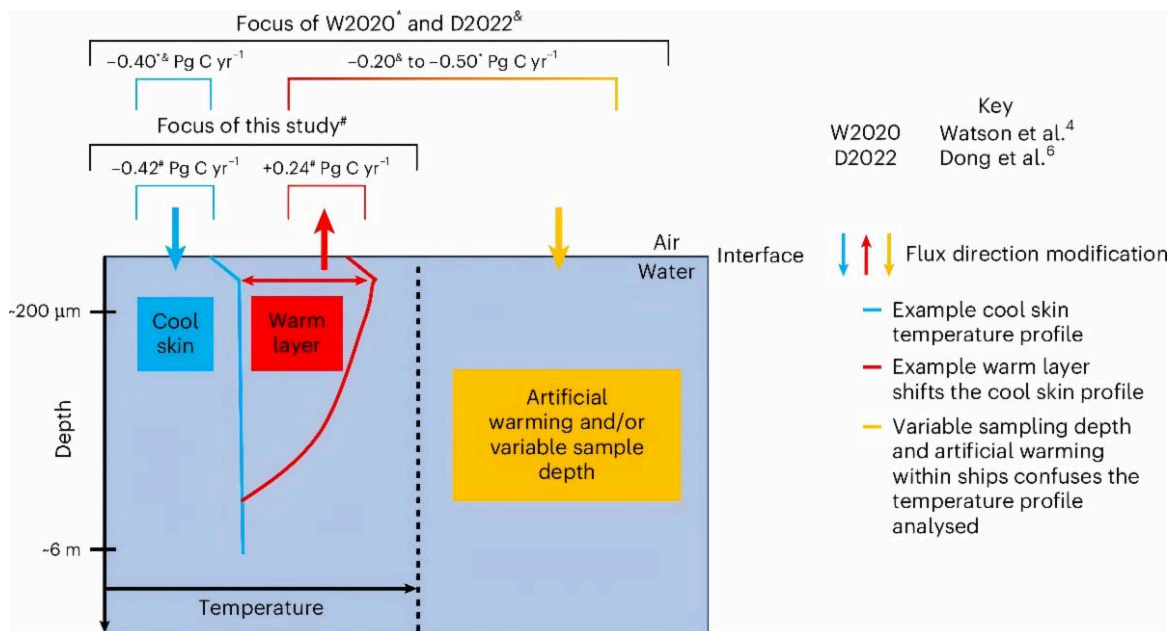 Focus of W2020* and D2022&
−0.40*& Pg C yr−1
−0.20& to −0.50* Pg C yr−1
Focus of this study#
−0.42# Pg C yr−1
+0.24# Pg C yr−1
Key
W2020 Watson et al.4
D2022 Dong et al.6
Air
Water
Interface
Flux direction modification
~200 µm
~6 m
Depth
Temperature
Cool
skin
Warm
layer
Artificial
warming and/or
variable sample
depth
Example cool skin
temperature profile
Example warm layer
shifts the cool skin profile
Variable sampling depth
and artificial warming
within ships confuses the
temperature profile
analysed